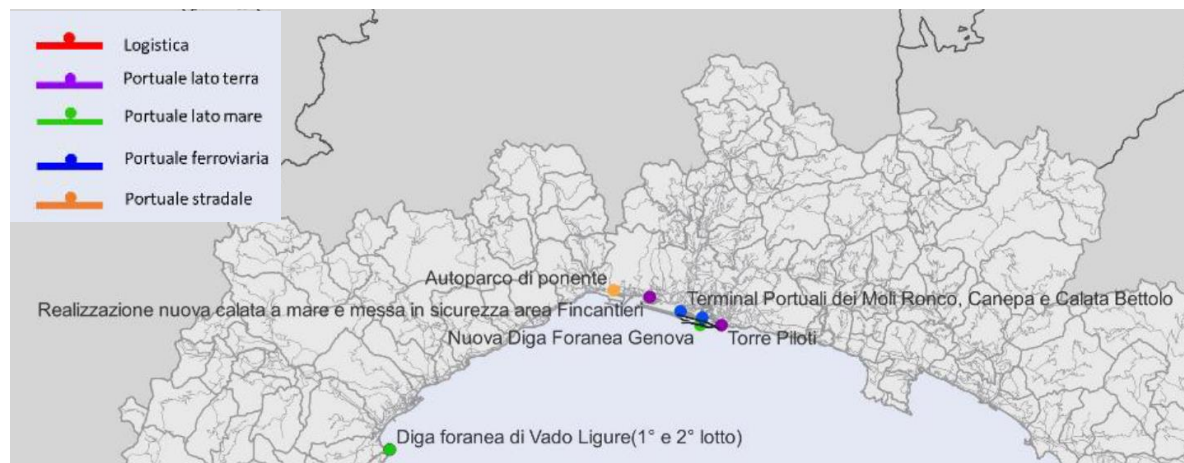 Logistica
Portuale lato terra
Portuale lato mare
Portuale ferroviaria
Portuale stradale
Autoparco di ponente
Terminal Portuali dei Moli Ronco, Canepa e Calata Bettolo
Realizzazione nuova calata a mare e messa in sicurezza area Fincantieri
Nuova Diga Foranea Genova
Torre Piloti
Diga foranea di Vado Ligure(1° e 2° lotto)